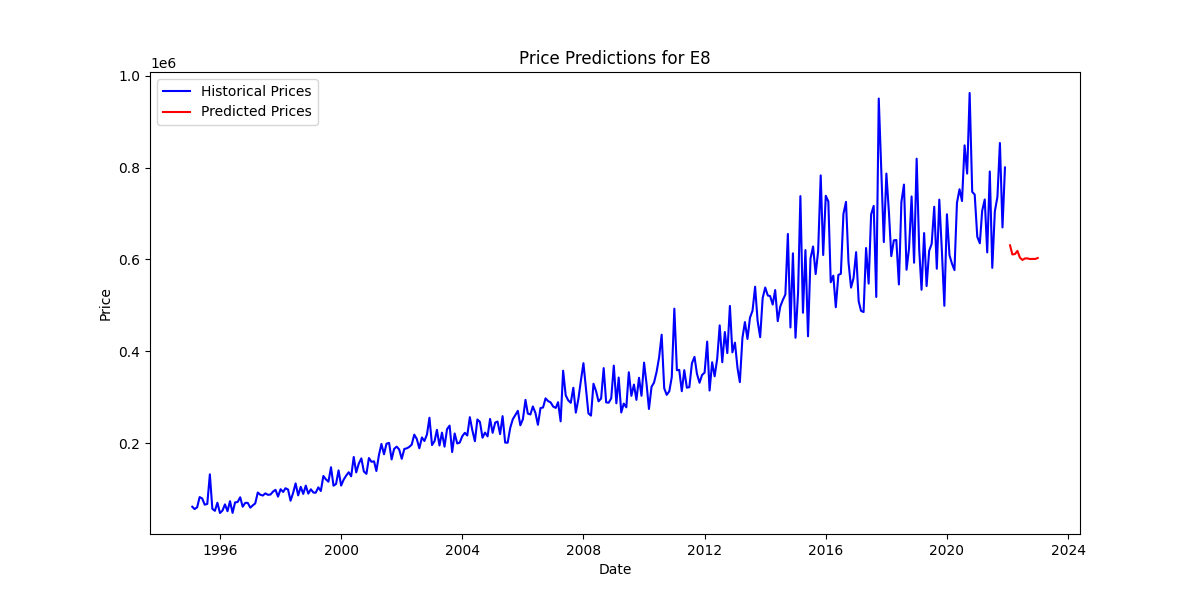 Price Predictions for E8
1e6
1.0
0.8
0.6
0.4
0.2
Price
Historical Prices
Predicted Prices
1996 2000 2004 2008 2012 2016 2020 2024
Date